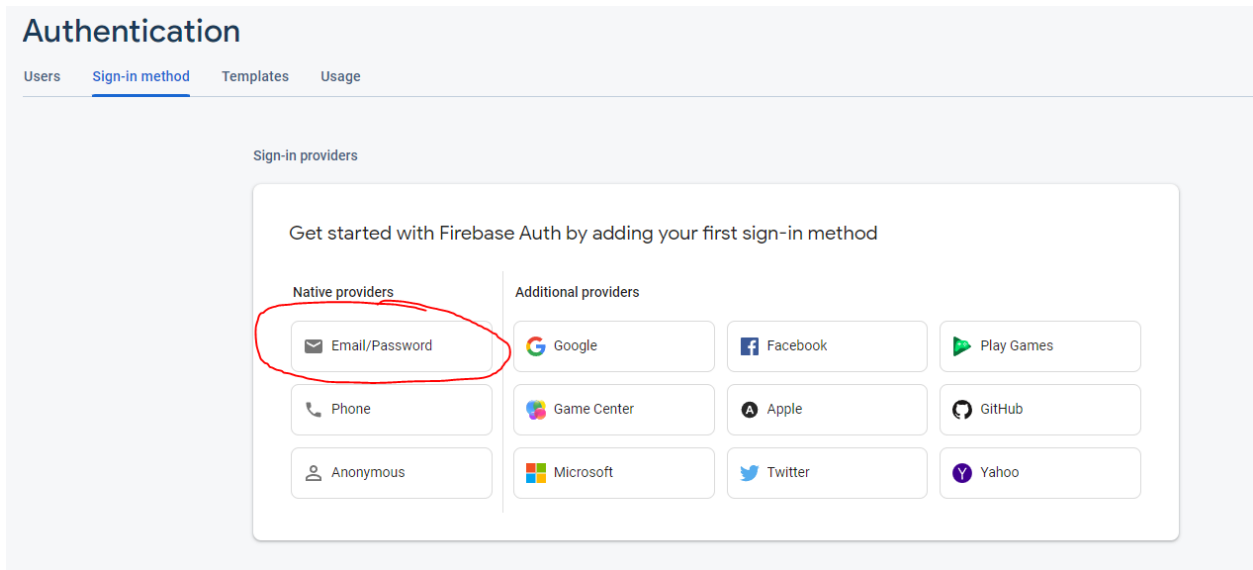 Authentication
Users Sign-in method Templates Usage
Sign-in providers
Get started with Firebase Auth by adding your first sign-in method
Native providers Additional providers
Email/Password Google Facebook Play Games
Phone Game Center Apple GitHub
Anonymous Microsoft Twitter Yahoo